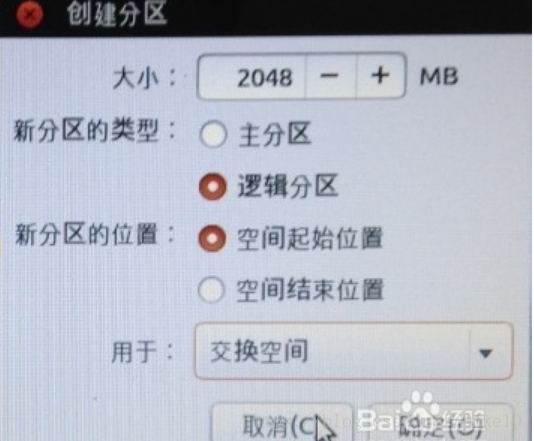 创建分区
大小： 2048 − + MB
新分区的类型： 主分区
逻辑分区
新分区的位置： 空间起始位置
空间结束位置
用于： 交换空间
取消(C) 确定(O)
Bai 经验